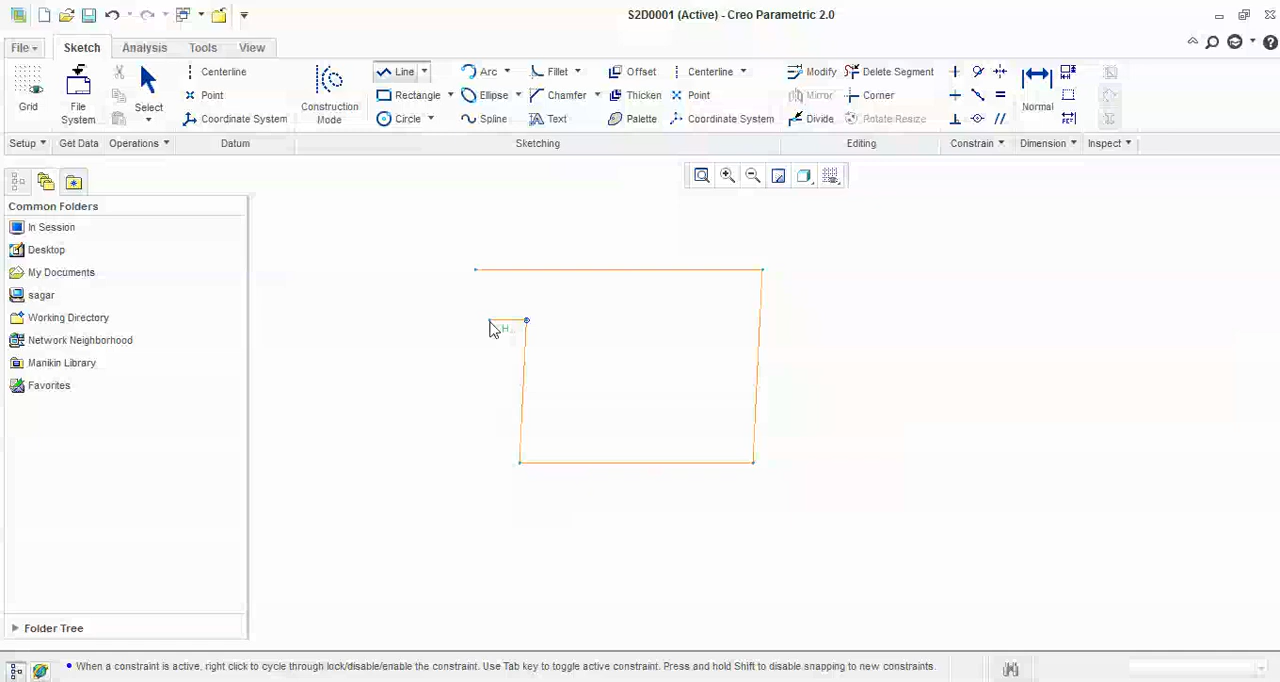 S2D0001 (Active) - Creo Parametric 2.0
File Sketch Analysis Tools View
Grid
File System
Select
Centerline
Point
Coordinate System
Construction Mode
Line Arc Fillet Offset Centerline
Rectangle Ellipse Chamfer Thicken Point
Circle Spline Text Palette Coordinate System
Modify Delete Segment
Mirror Corner
Divide Rotate Resize
Normal
Setup Get Data Operations Datum Sketching Editing Constrain Dimension Inspect
Common Folders
In Session
Desktop
My Documents
sagar
Working Directory
Network Neighborhood
Manikin Library
Favorites
H
Folder Tree
When a constraint is active, right click to cycle through lock/disable/enable the constraint. Use Tab key to toggle active constraint. Press and hold Shift to disable snapping to new constraints.